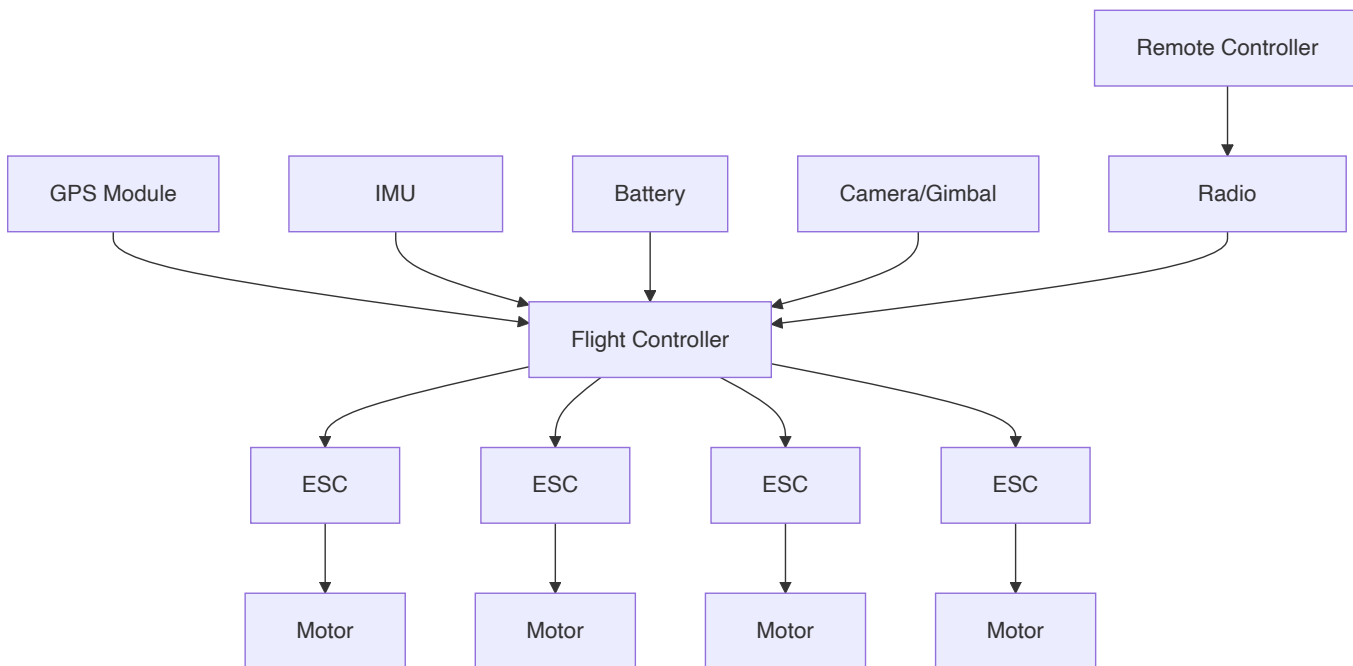 Remote Controller
GPS Module
IMU
Battery
Camera/Gimbal
Radio
Flight Controller
ESC
ESC
ESC
ESC
Motor
Motor
Motor
Motor